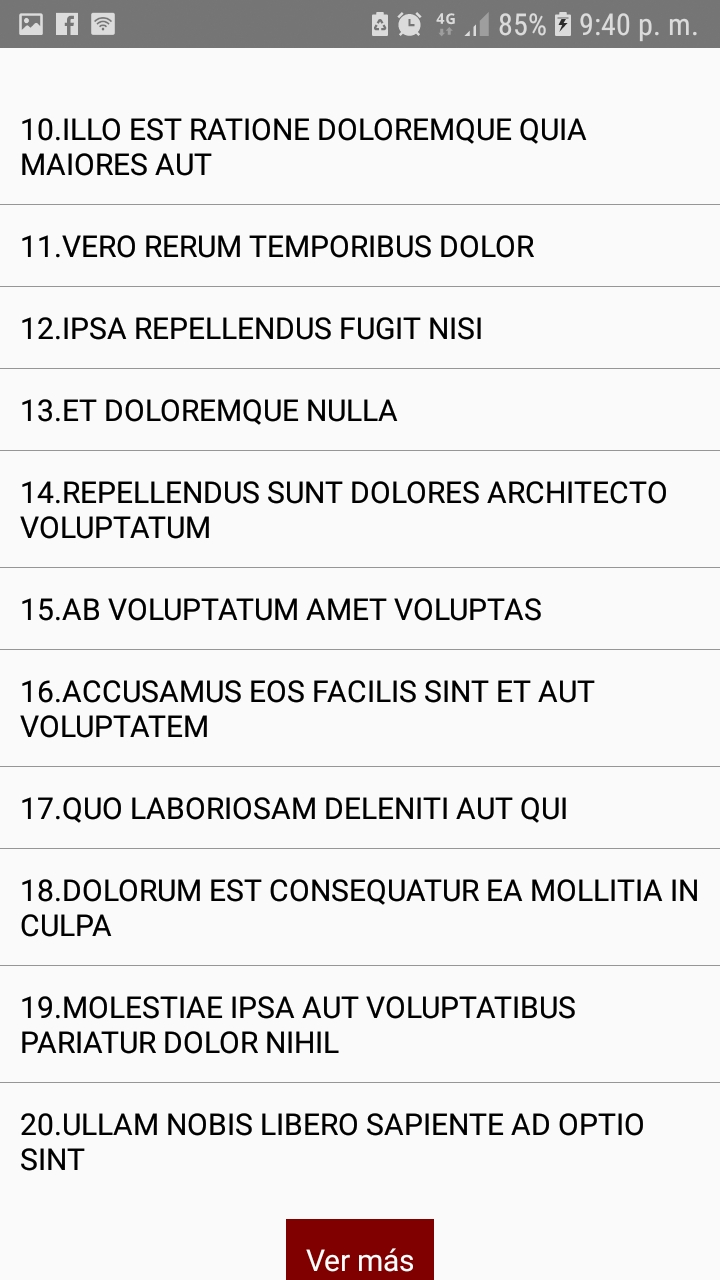 4G 85% 9:40 p. m.
10.ILLO EST RATIONE DOLOREMQUE QUIA
MAIORES AUT
11.VERO RERUM TEMPORIBUS DOLOR
12.IPSA REPELLENDUS FUGIT NISI
13.ET DOLOREMQUE NULLA
14.REPELLENDUS SUNT DOLORES ARCHITECTO
VOLUPTATUM
15.AB VOLUPTATUM AMET VOLUPTAS
16.ACCUSAMUS EOS FACILIS SINT ET AUT
VOLUPTATEM
17.QUO LABORIOSAM DELENITI AUT QUI
18.DOLORUM EST CONSEQUATUR EA MOLLITIA IN
CULPA
19.MOLESTIAE IPSA AUT VOLUPTATIBUS
PARIATUR DOLOR NIHIL
20.ULLAM NOBIS LIBERO SAPIENTE AD OPTIO
SINT
Ver más